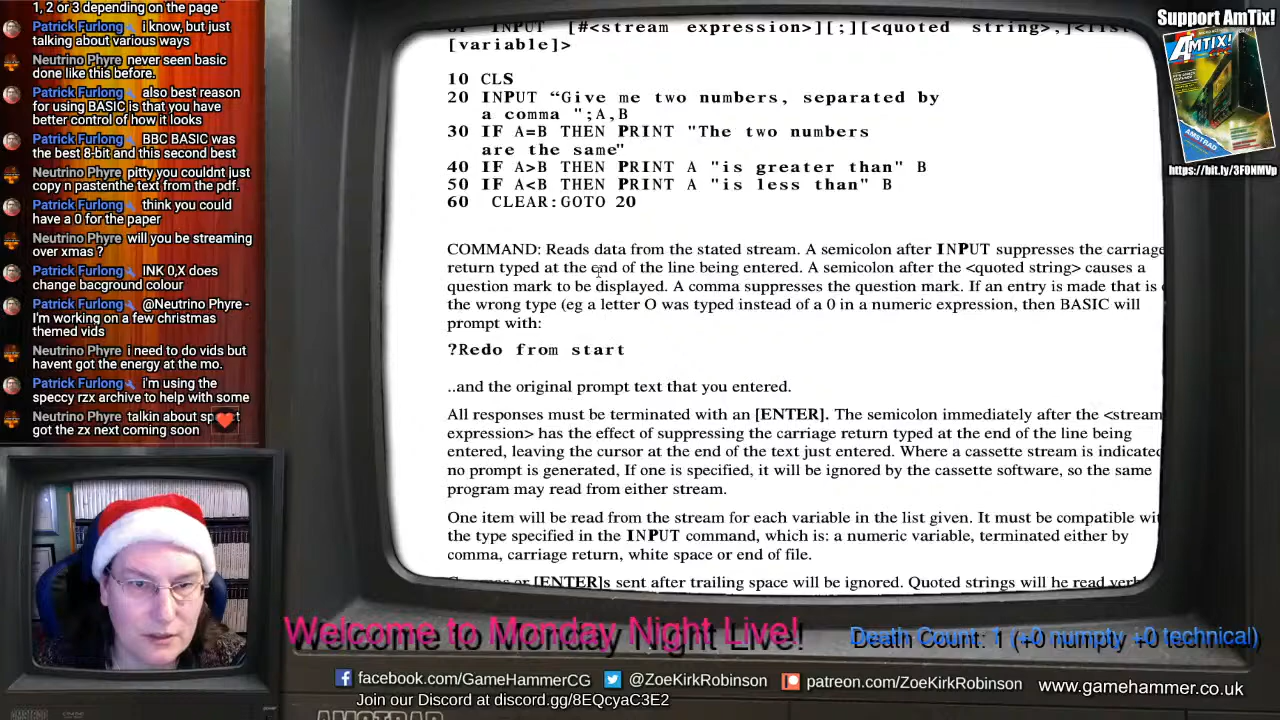 1, 2 or 3 depending on the page
Patrick Furlong i know, but just
talking about various ways
Neutrino Phyre never seen basic
done like this before.
Patrick Furlong also best reason
for using BASIC is that you have
better control of how it looks
Patrick Furlong BBC BASIC was
the best 8-bit and this second best
Neutrino Phyre pitty you couldnt just
copy n pastenthe text from the pdf.
Patrick Furlong think you could
have a 0 for the paper
Neutrino Phyre will you be streaming
over xmas ?
Patrick Furlong INK 0,X does
change bacground colour
Patrick Furlong @Neutrino Phyre -
I'm working on a few christmas
themed vids
Neutrino Phyre i need to do vids but
havent got the energy at the mo.
Patrick Furlong i'm using the
speccy rzx archive to help with some
Neutrino Phyre talkin about
got the zx next coming soon
INPUT [#<stream expression>][;][<quoted string>,]<list
[variable]>
10 CLS
20 INPUT “Give me two numbers, separated by
a comma ";A,B
30 IF A=B THEN PRINT "The two numbers
are the same"
40 IF A>B THEN PRINT A "is greater than" B
50 IF A<B THEN PRINT A "is less than" B
60 CLEAR:GOTO 20
COMMAND: Reads data from the stated stream. A semicolon after INPUT suppresses the carriage
return typed at the end of the line being entered. A semicolon after the <quoted string> causes a
question mark to be displayed. A comma suppresses the question mark. If an entry is made that is
the wrong type (eg a letter O was typed instead of a 0 in a numeric expression, then BASIC will
prompt with:
?Redo from start
..and the original prompt text that you entered.
All responses must be terminated with an [ENTER]. The semicolon immediately after the <stream
expression> has the effect of suppressing the carriage return typed at the end of the line being
entered, leaving the cursor at the end of the text just entered. Where a cassette stream is indicated
no prompt is generated, If one is specified, it will be ignored by the cassette software, so the same
program may read from either stream.
One item will be read from the stream for each variable in the list given. It must be compatible wit
the type specified in the INPUT command, which is: a numeric variable, terminated either by
comma, carriage return, white space or end of file.
or [ENTER]s sent after trailing space will be ignored. Quoted strings will be read
Support AmTix!
AMTIX!
AMSTRAD
https://bit.ly/3F0NMVp
Welcome to Monday Night Live!
Death Count: 1 (+0 numpty +0 technical)
facebook.com/GameHammerCG @ZoeKirkRobinson patreon.com/ZoeKirkRobinson www.gamehammer.co.uk
Join our Discord at discord.gg/8EQcyaC3E2